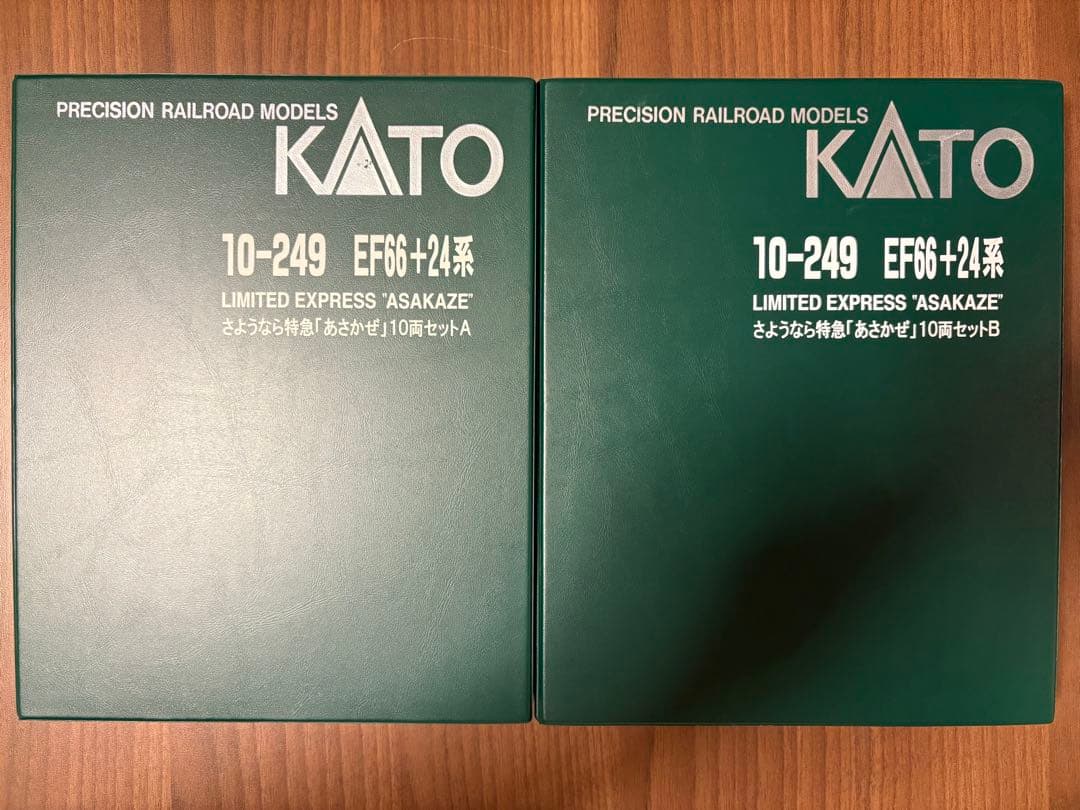 PRECISION RAILROAD MODELS
KATO
10-249 EF66+24系
LIMITED EXPRESS "ASAKAZE"
さようなら特急「あさかぜ」10両セットA
PRECISION RAILROAD MODELS
KATO
10-249 EF66+24系
LIMITED EXPRESS "ASAKAZE"
さようなら特急「あさかぜ」10両セットB